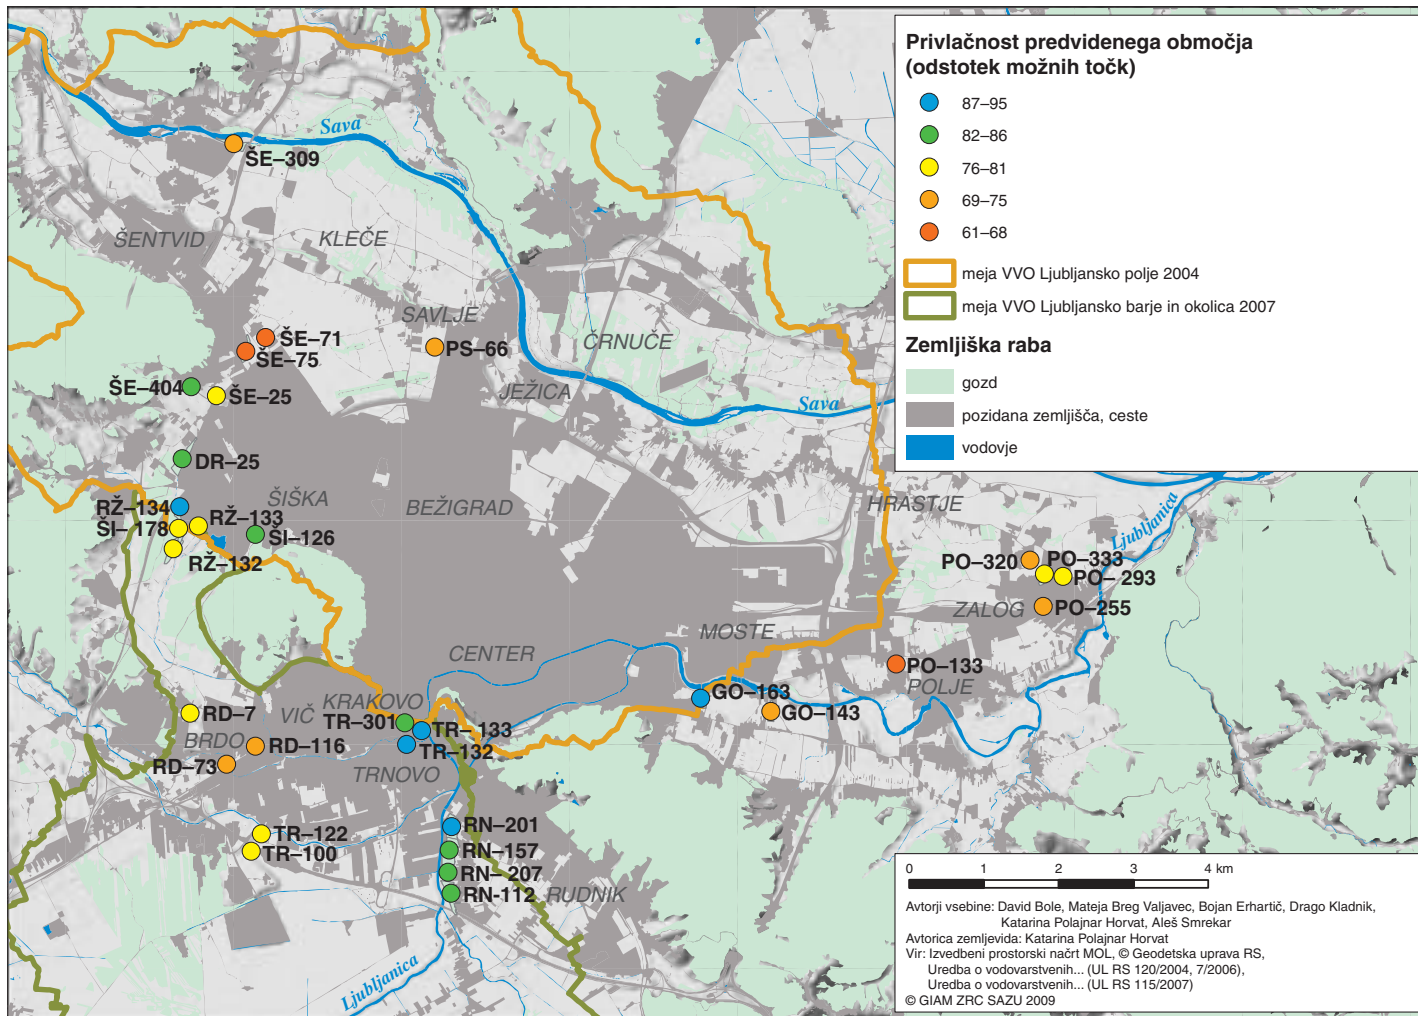 Privlačnost predvidenega območja
(odstotek možnih točk)
87–95
82–86
76–81
69–75
61–68
meja VVO Ljubljansko polje 2004
meja VVO Ljubljansko barje in okolica 2007
Zemljiška raba
gozd
pozidana zemljišča, ceste
vodovje
Sava
ŠE–309
ŠENTVID
KLEČE
SAVLJE
ČRNUČE
ŠE–71
ŠE–75
PS–66
JEŽICA
ŠE–404
ŠE–25
Sava
DR–25
ŠIŠKA
BEŽIGRAD
HRASTJE
RŽ–134
RŽ–133
ŠI–178
ŠI–126
RŽ–132
Ljubljanica
PO–320
PO–333
PO– 293
ZALOG
PO–255
MOSTE
CENTER
PO–133
POLJE
GO–163
GO–143
KRAKOVO
VIČ
RD–7
TR–301
TR– 133
BRDO
RD–116
TR–132
RD–73
TRNOVO
TR–122
TR–100
RN–201
RN–157
RN– 207
RN-112
RUDNIK
Ljubljanica
0 1 2 3 4 km
Avtorji vsebine: David Bole, Mateja Breg Valjavec, Bojan Erhartič, Drago Kladnik,
Katarina Polajnar Horvat, Aleš Smrekar
Avtorica zemljevida: Katarina Polajnar Horvat
Vir: Izvedbeni prostorski načrt MOL, © Geodetska uprava RS,
Uredba o vodovarstvenih... (UL RS 120/2004, 7/2006),
Uredba o vodovarstvenih... (UL RS 115/2007)
© GIAM ZRC SAZU 2009